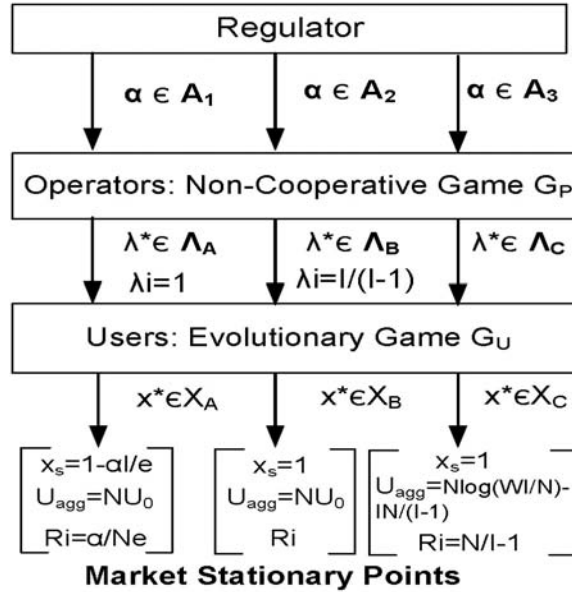 Regulator
α ϵ A₁ α ϵ A₂ α ϵ A₃
Operators: Non-Cooperative Game G_P
λ*ϵ Λ_A λ*ϵ Λ_B λ*ϵ Λ_C
λi=1 λi=I/(I-1)
Users: Evolutionary Game G_U
x*ϵX_A x*ϵX_B x*ϵX_C
x_s=1-αI/e x_s=1 x_s=1
U_agg=NU₀ U_agg=NU₀ U_agg=Nlog(WI/N)-
IN/(I-1)
Ri=α/Ne Ri Ri=N/I-1
Market Stationary Points